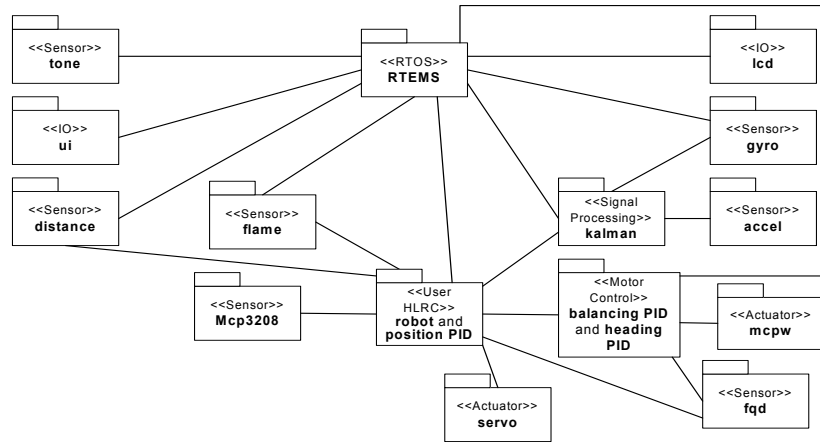 <<Sensor>>
tone
<<RTOS>>
RTEMS
<<IO>>
lcd
<<IO>>
ui
<<Sensor>>
gyro
<<Sensor>>
distance
<<Sensor>>
flame
<<Signal
Processing>>
kalman
<<Sensor>>
accel
<<Sensor>>
Mcp3208
<<User
HLRC>>
robot and
position PID
<<Motor
Control>>
balancing PID
and heading
PID
<<Actuator>>
mcpw
<<Actuator>>
servo
<<Sensor>>
fqd